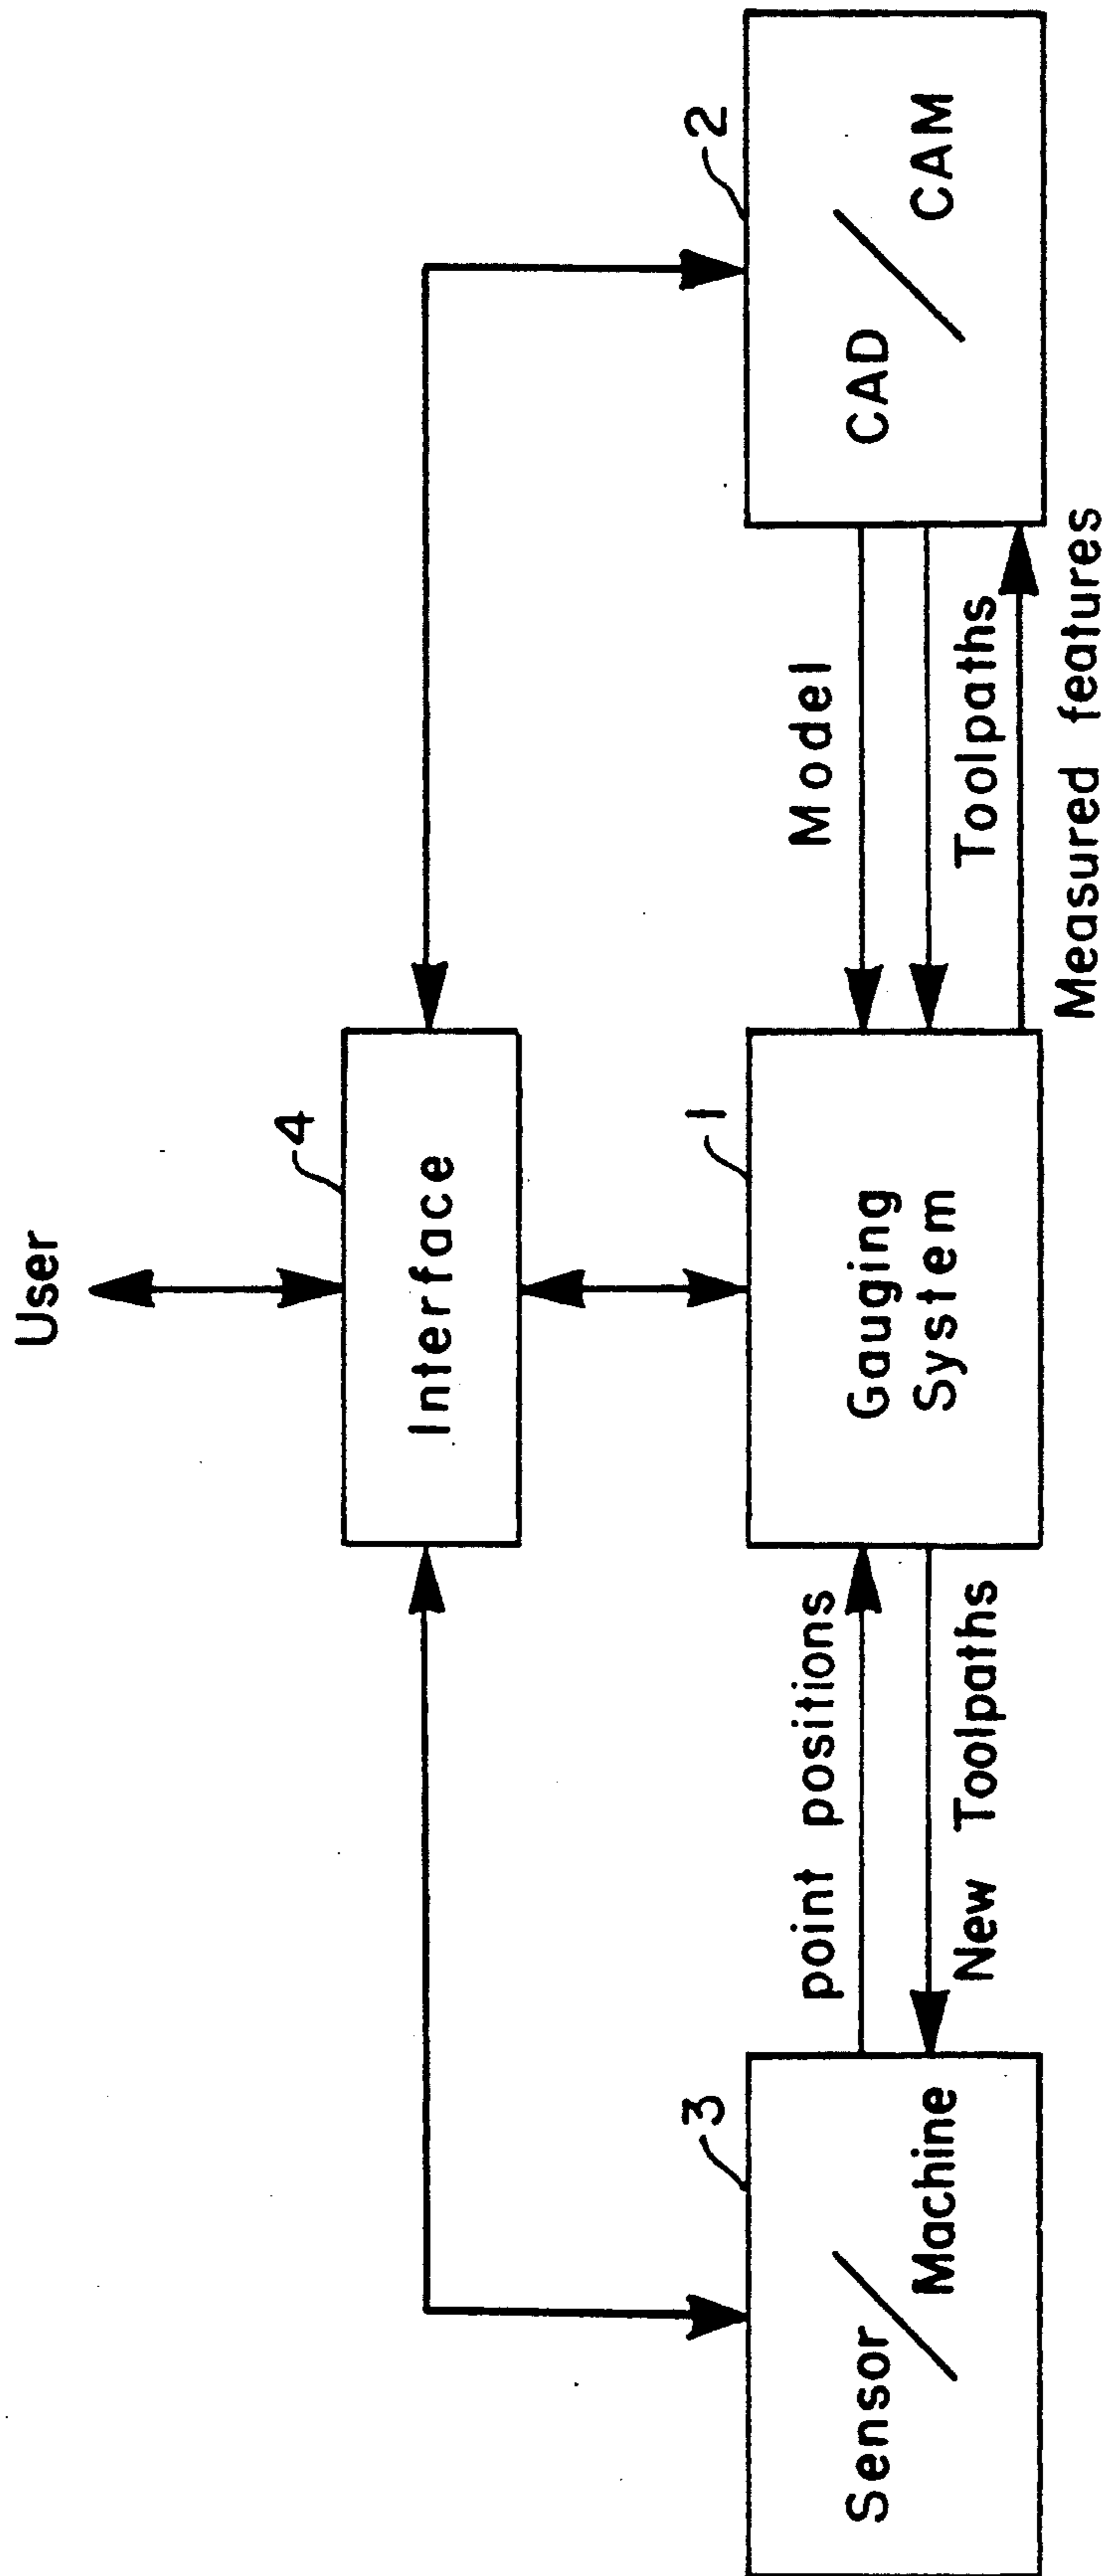 User
4
Interface
3
1
2
Sensor
/
Machine
point positions
New Toolpaths
Gauging
System
Model
Toolpaths
Measured features
CAD
/
CAM